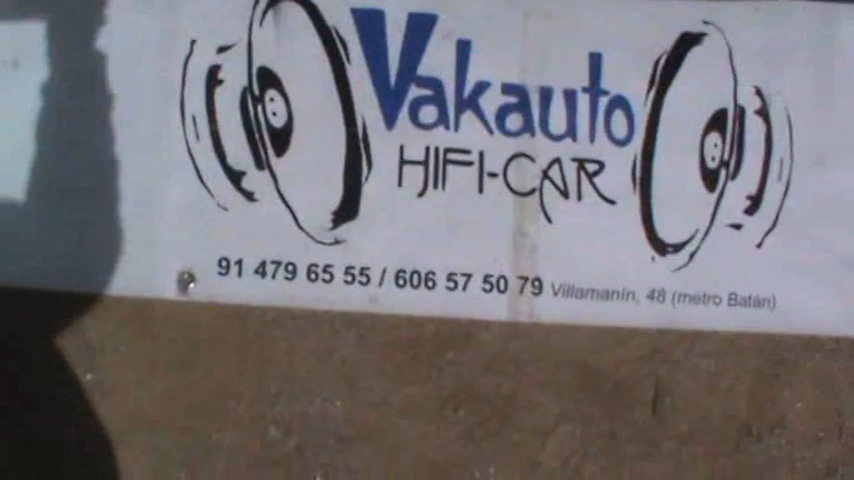 Vakauto
HIFI-CAR
91 479 65 55 / 606 57 50 79 Villamanín, 48 (metro Batán)